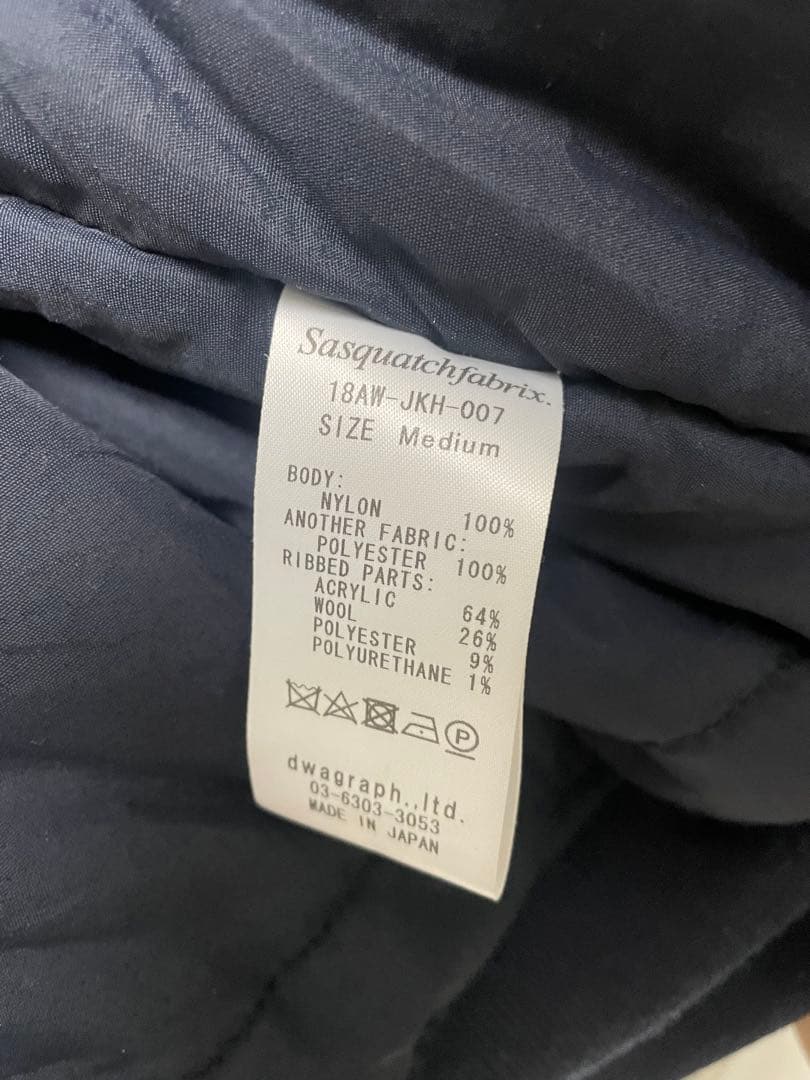 Sasquatchfabrix.
18AW-JKH-007
SIZE Medium
BODY:
NYLON 100%
ANOTHER FABRIC:
POLYESTER 100%
RIBBED PARTS:
ACRYLIC 64%
WOOL 26%
POLYESTER 9%
POLYURETHANE 1%
P
dwagraph.,ltd.
03-6303-3053
MADE IN JAPAN